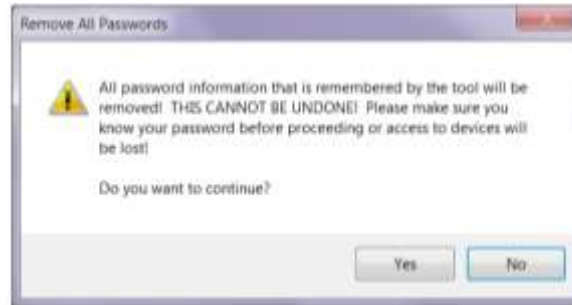 Remove All Passwords
All password information that is remembered by the tool will be
removed! THIS CANNOT BE UNDONE! Please make sure you
know your password before proceeding or access to devices will
be lost!
Do you want to continue?
Yes
No